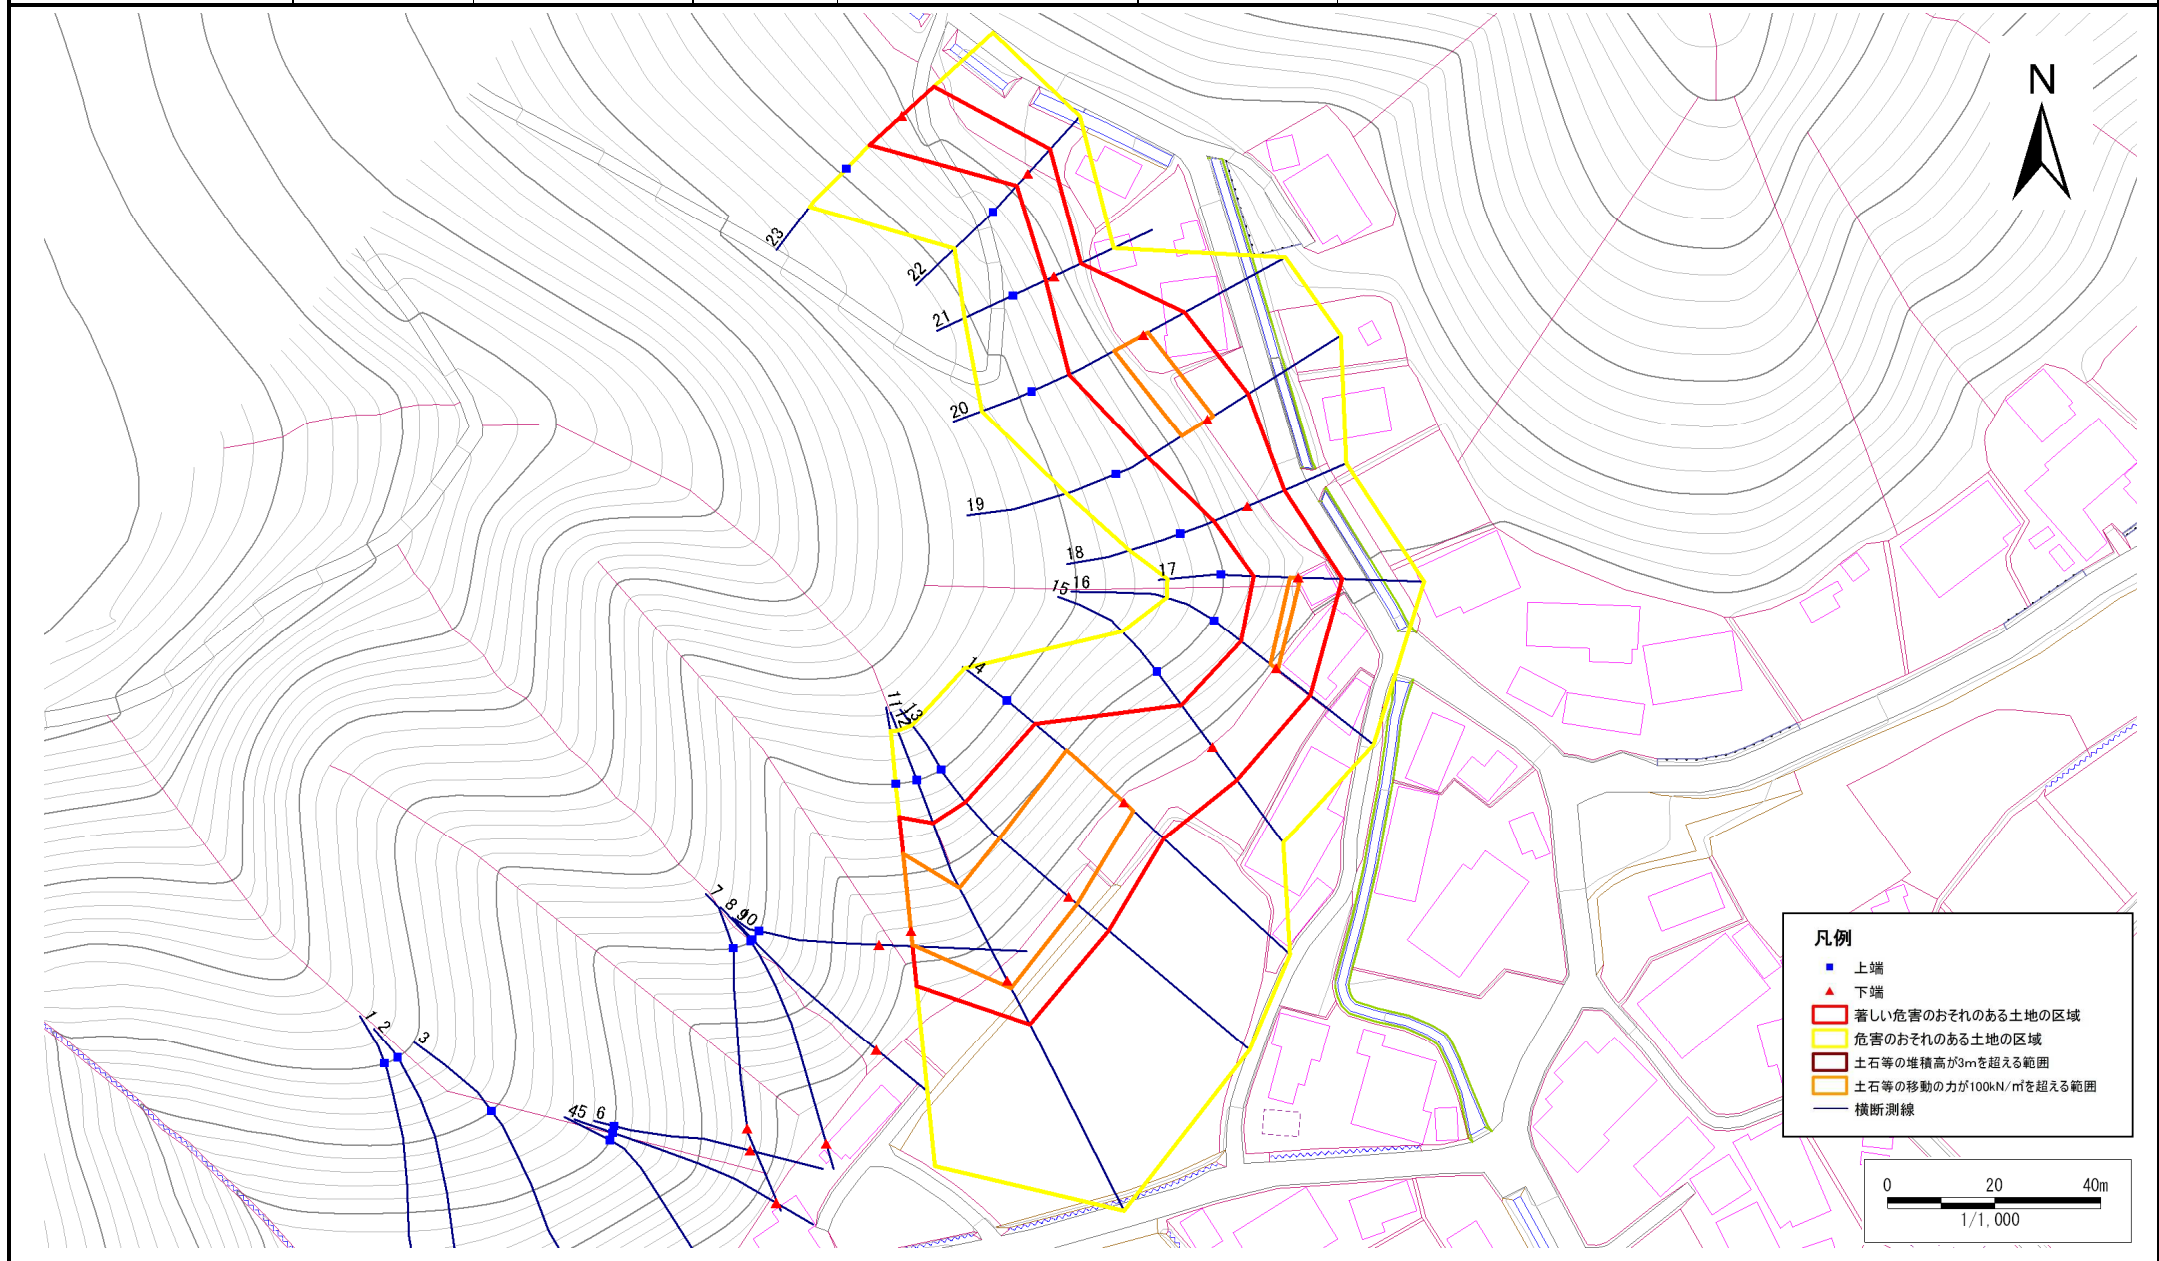 N
23
22
21
20
19
18
17
16
15
14
13
12
11
10
9
8
7
6
5
4
3
2
1
凡例
上端
下端
著しい危害のおそれのある土地の区域
危害のおそれのある土地の区域
土石等の堆積高が3mを超える範囲
土石等の移動の力が100kN/㎡を超える範囲
横断測線
0 20 40m
1/1,000